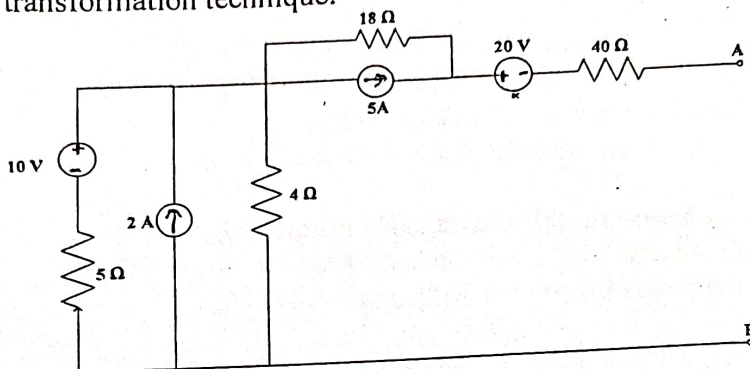 transformation technique.
18 Ω
20 V
40 Ω
A
+ -
5A
+
10 V
-
4 Ω
2 A
5 Ω
B